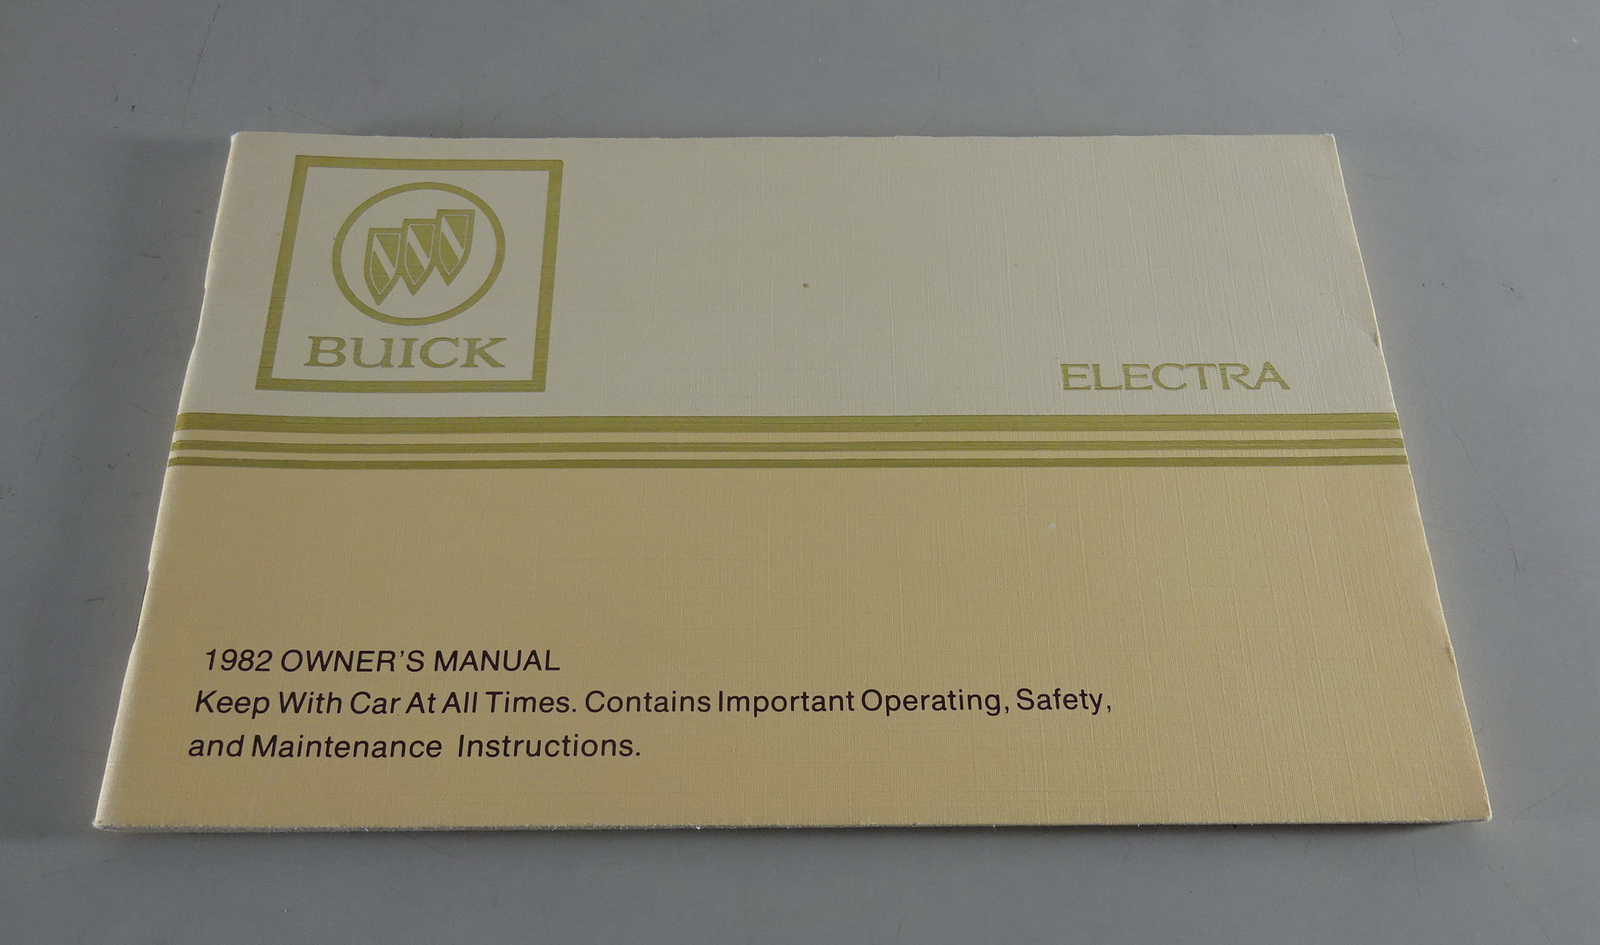 BUICK
ELECTRA
1982 OWNER'S MANUAL
Keep With Car At All Times. Contains Important Operating, Safety,
and Maintenance Instructions.